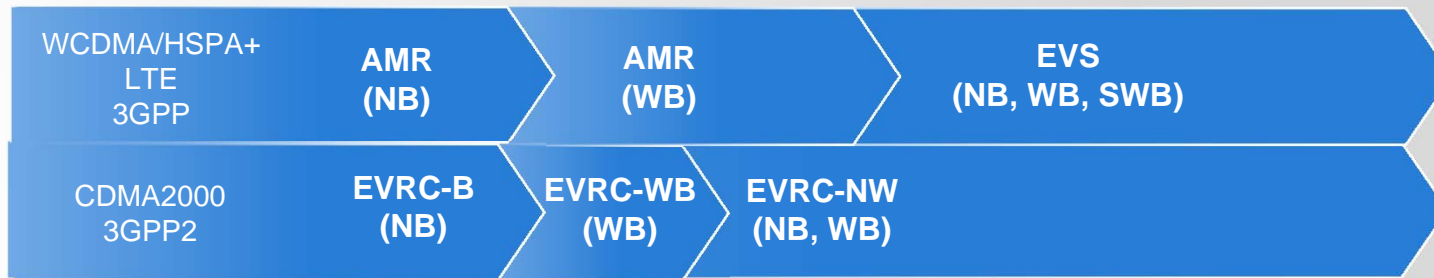 WCDMA/HSPA+
LTE
3GPP
AMR
(NB)
AMR
(WB)
EVS
(NB, WB, SWB)
CDMA2000
3GPP2
EVRC-B
(NB)
EVRC-WB
(WB)
EVRC-NW
(NB, WB)